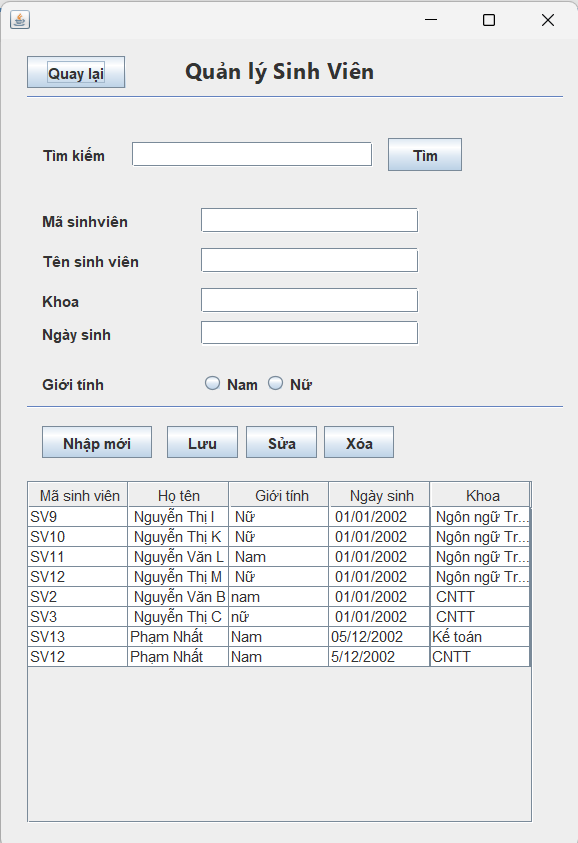 Quay lại Quản lý Sinh Viên
Tìm kiếm Tìm
Mã sinhviên
Tên sinh viên
Khoa
Ngày sinh
Giới tính Nam Nữ
Nhập mới Lưu Sửa Xóa
Mã sinh viên Họ tên Giới tính Ngày sinh Khoa
SV9 Nguyễn Thị I Nữ 01/01/2002 Ngôn ngữ Tr...
SV10 Nguyễn Thị K Nữ 01/01/2002 Ngôn ngữ Tr...
SV11 Nguyễn Văn L Nam 01/01/2002 Ngôn ngữ Tr...
SV12 Nguyễn Thị M Nữ 01/01/2002 Ngôn ngữ Tr...
SV2 Nguyễn Văn B nam 01/01/2002 CNTT
SV3 Nguyễn Thị C nữ 01/01/2002 CNTT
SV13 Phạm Nhất Nam 05/12/2002 Kế toán
SV12 Phạm Nhất Nam 5/12/2002 CNTT